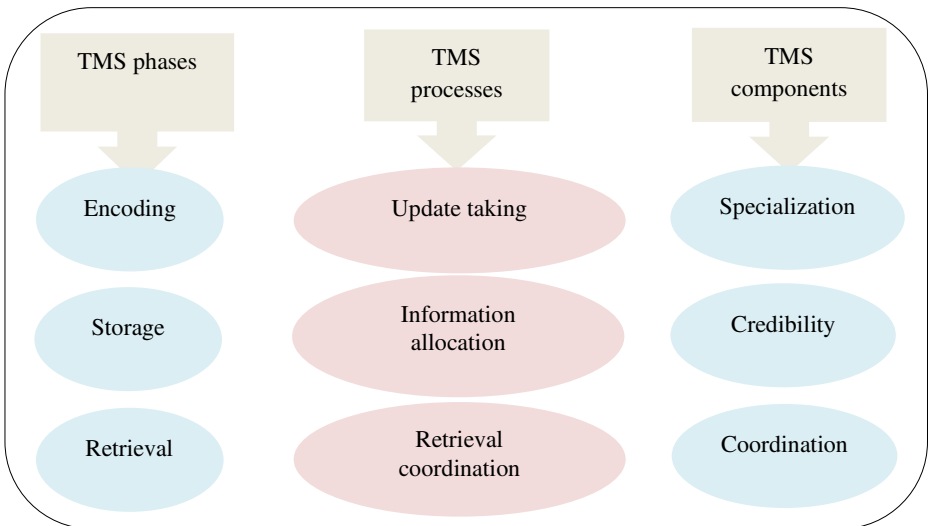 TMS phases
Encoding
Storage
Retrieval
TMS
processes
Update taking
Information
allocation
Retrieval
coordination
TMS
components
Specialization
Credibility
Coordination